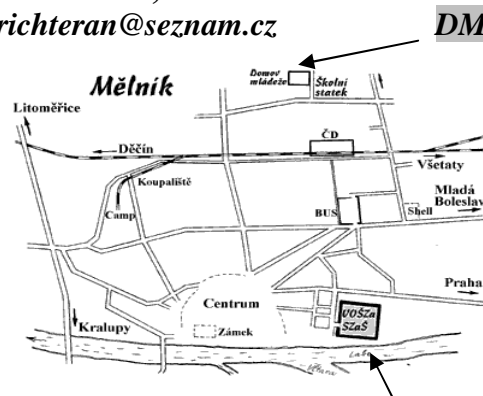 richteran@seznam.cz
DM
Mělník
Domov
mládeže
Školní
statek
Litoměřice
ČD
Děčín
Všetaty
Koupaliště
Mladá
Boleslav
Camp
BUS
Shell
Praha
Centrum
VOŠZa
SZaŠ
Zámek
Kralupy
Labe